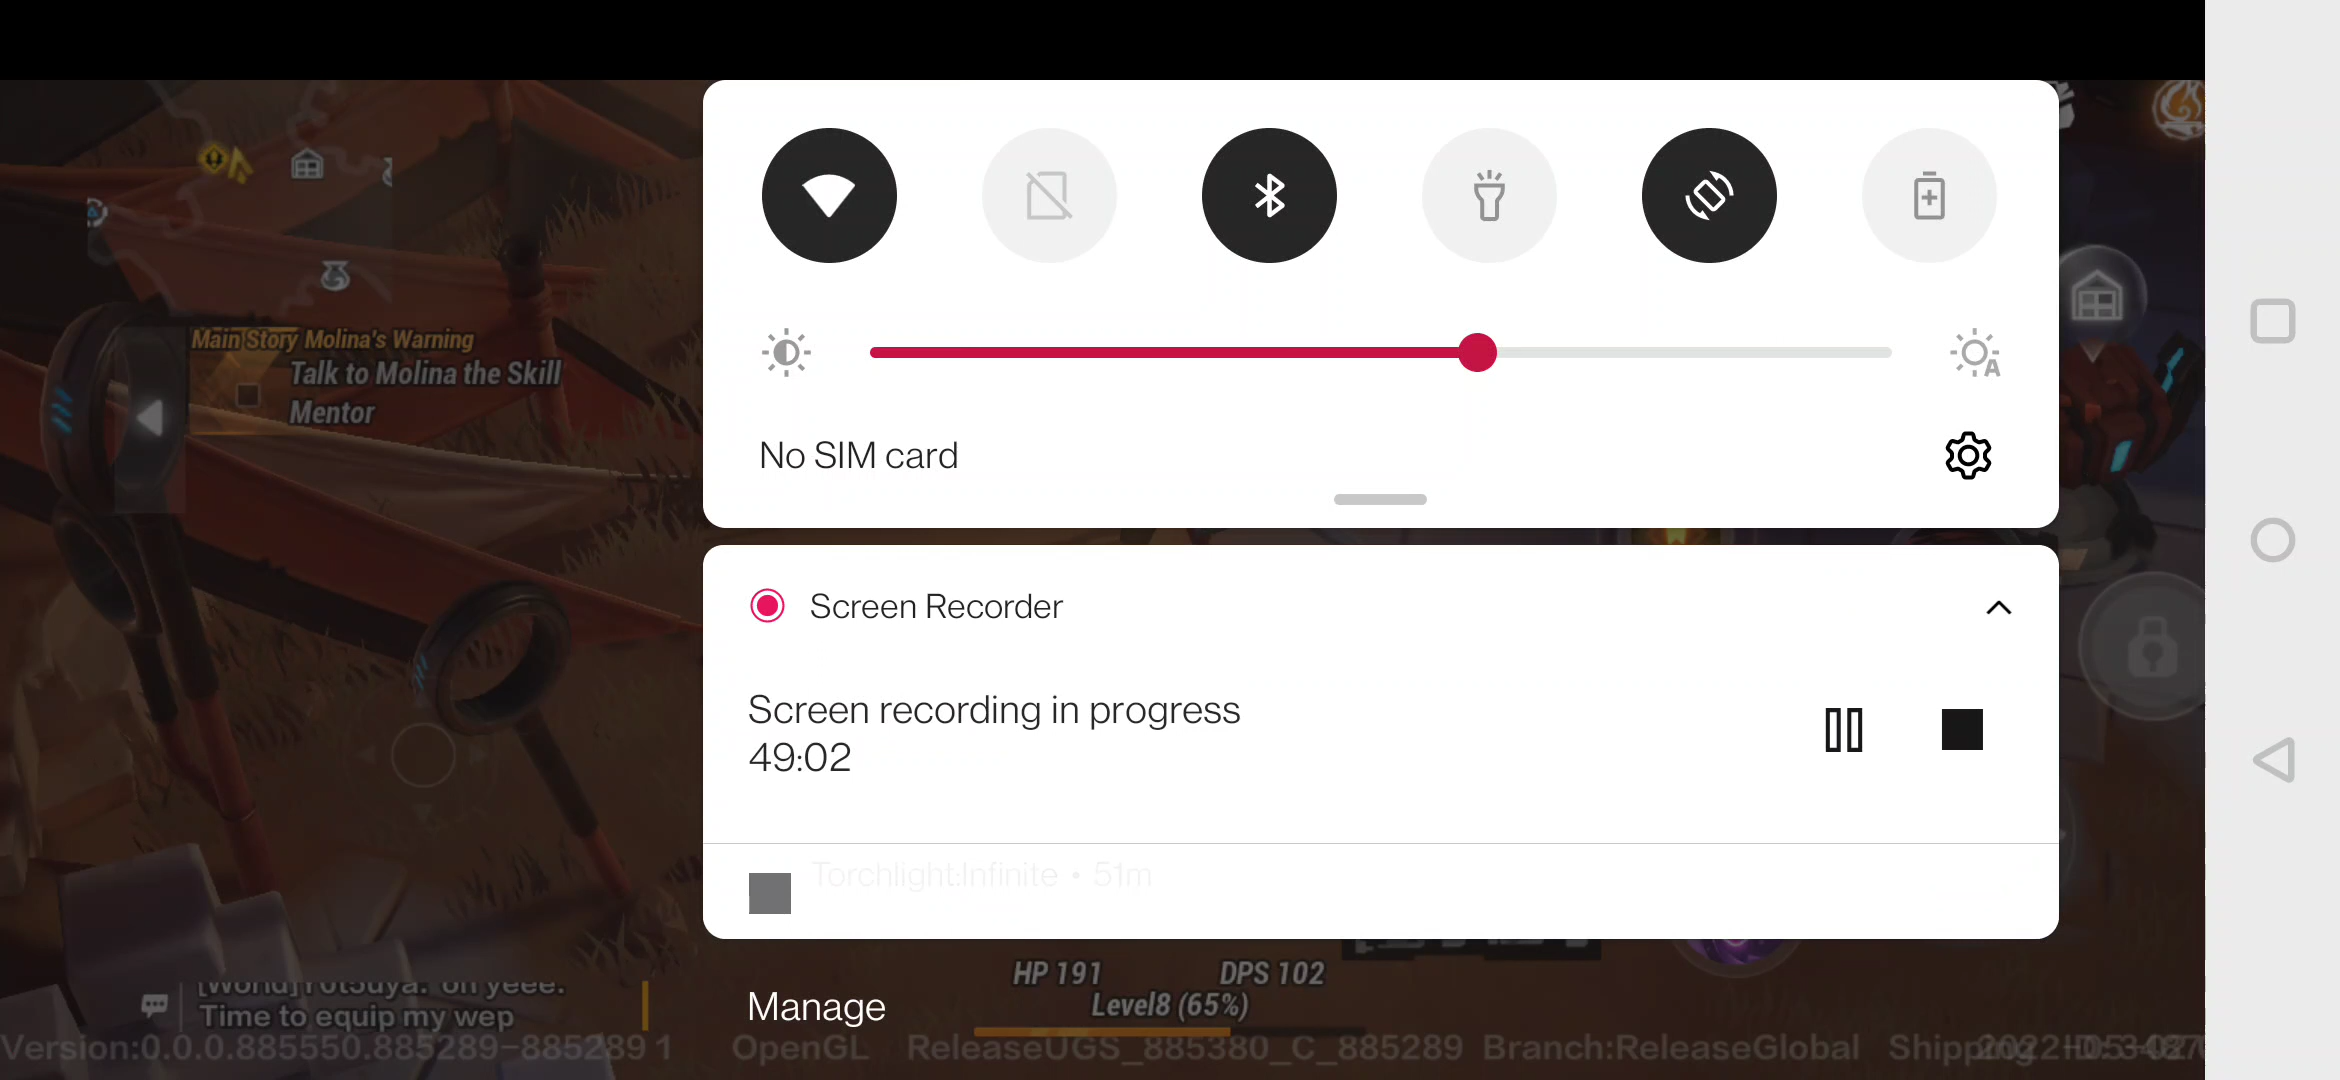 Main Story Molina's Warning
Talk to Molina the Skill
Mentor
A
No SIM card
Screen Recorder
Screen recording in progress
49:02
Torchlight:Infinite • 51m
HP 191
DPS 102
Level8 (65%)
Manage
oh yeee.
Time to equip my wep
Version:0.0.0.885550.885289-885289 1 OpenGL ReleaseUGS_885380_C_885289 Branch:ReleaseGlobal